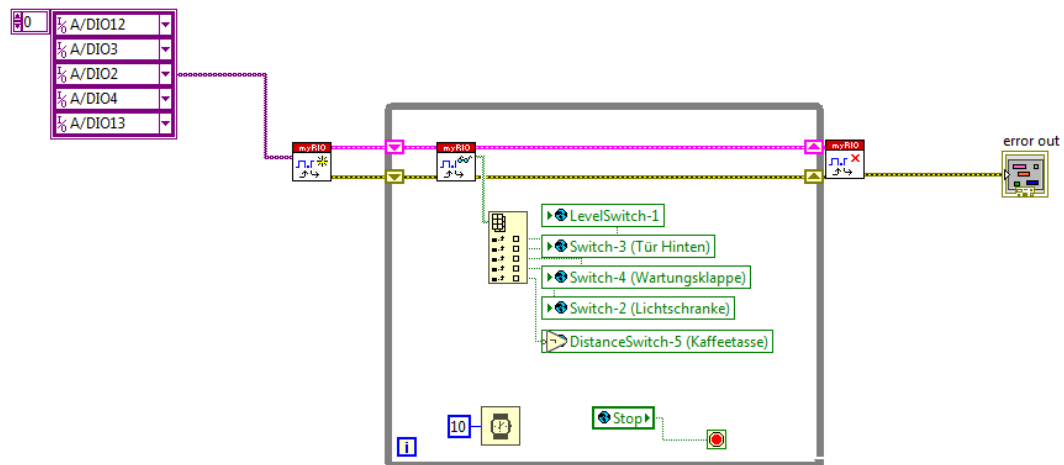 0
A/DIO12
A/DIO3
A/DIO2
A/DIO4
A/DIO13
myRIO
myRIO
myRIO
error out
LevelSwitch-1
Switch-3 (Tür Hinten)
Switch-4 (Wartungsklappe)
Switch-2 (Lichtschranke)
DistanceSwitch-5 (Kaffeetasse)
10
Stop
i